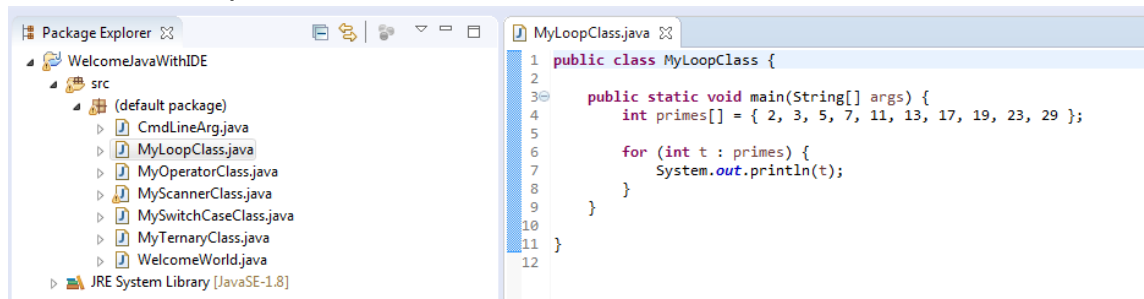 Package Explorer
WelcomeJavaWithIDE
src
(default package)
CmdLineArg.java
MyLoopClass.java
MyOperatorClass.java
MyScannerClass.java
MySwitchCaseClass.java
MyTernaryClass.java
WelcomeWorld.java
JRE System Library [JavaSE-1.8]
MyLoopClass.java
1 public class MyLoopClass {
2
3     public static void main(String[] args) {
4         int primes[] = { 2, 3, 5, 7, 11, 13, 17, 19, 23, 29 };
5
6         for (int t : primes) {
7             System.out.println(t);
8         }
9     }
10
11 }
12